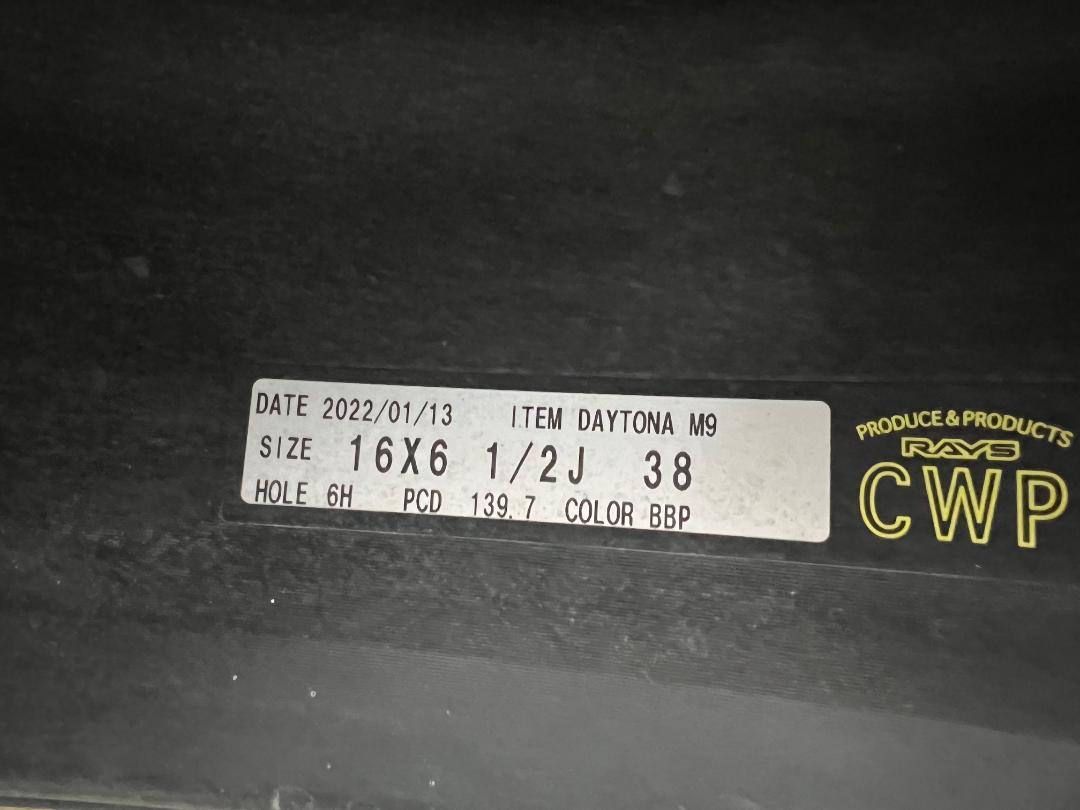 DATE 2022/01/13 ITEM DAYTONA M9
SIZE 16X6 1/2J 38
HOLE 6H PCD 139.7 COLOR BBP
PRODUCE & PRODUCTS
RAYS
CWP